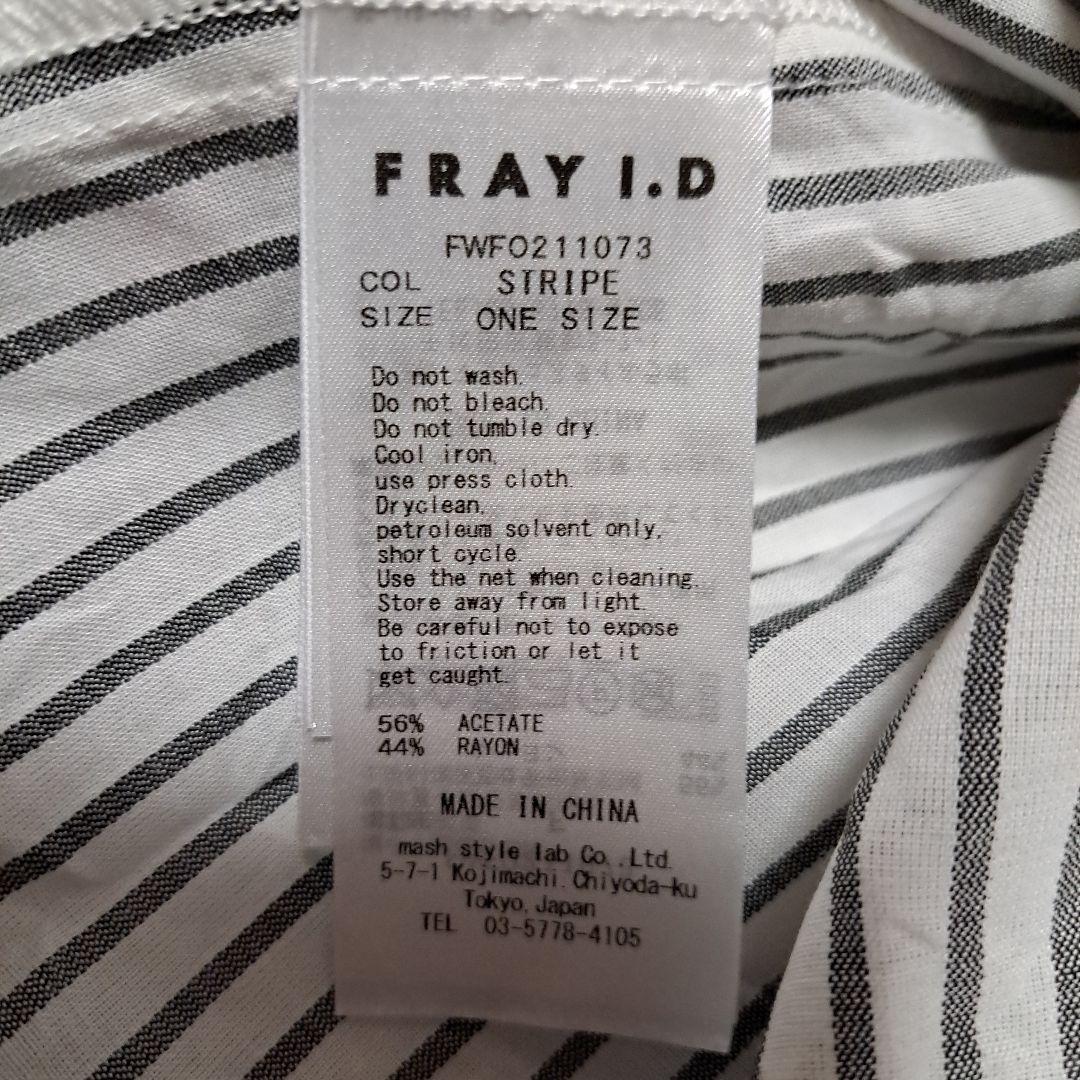 FRAY I.D
FWFO211073
COL STRIPE
SIZE ONE SIZE
Do not wash.
Do not bleach.
Do not tumble dry.
Cool iron,
use press cloth.
Dryclean,
petroleum solvent only,
short cycle.
Use the net when cleaning.
Store away from light.
Be careful not to expose
to friction or let it
get caught.
56% ACETATE
44% RAYON
MADE IN CHINA
mash style lab Co.,Ltd.
5-7-1 Kojimachi.Chiyoda-ku
Tokyo, Japan
TEL 03-5778-4105